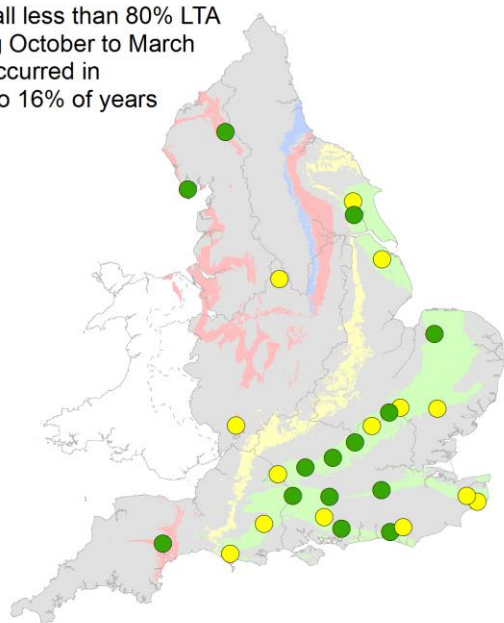 all less than 80% LTA
g October to March
ccurred in
o 16% of years